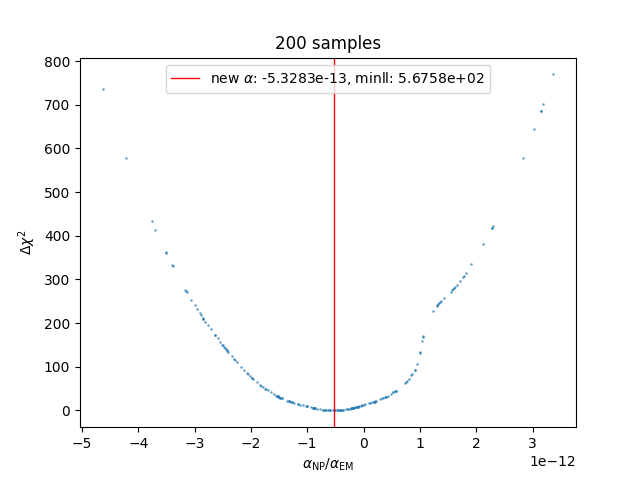 200 samples
new α: -5.3283e-13, minll: 5.6758e+02
800
700
600
500
400
300
200
100
0
Δχ²
−5 −4 −3 −2 −1 0 1 2 3
1e−12
α_NP/α_EM